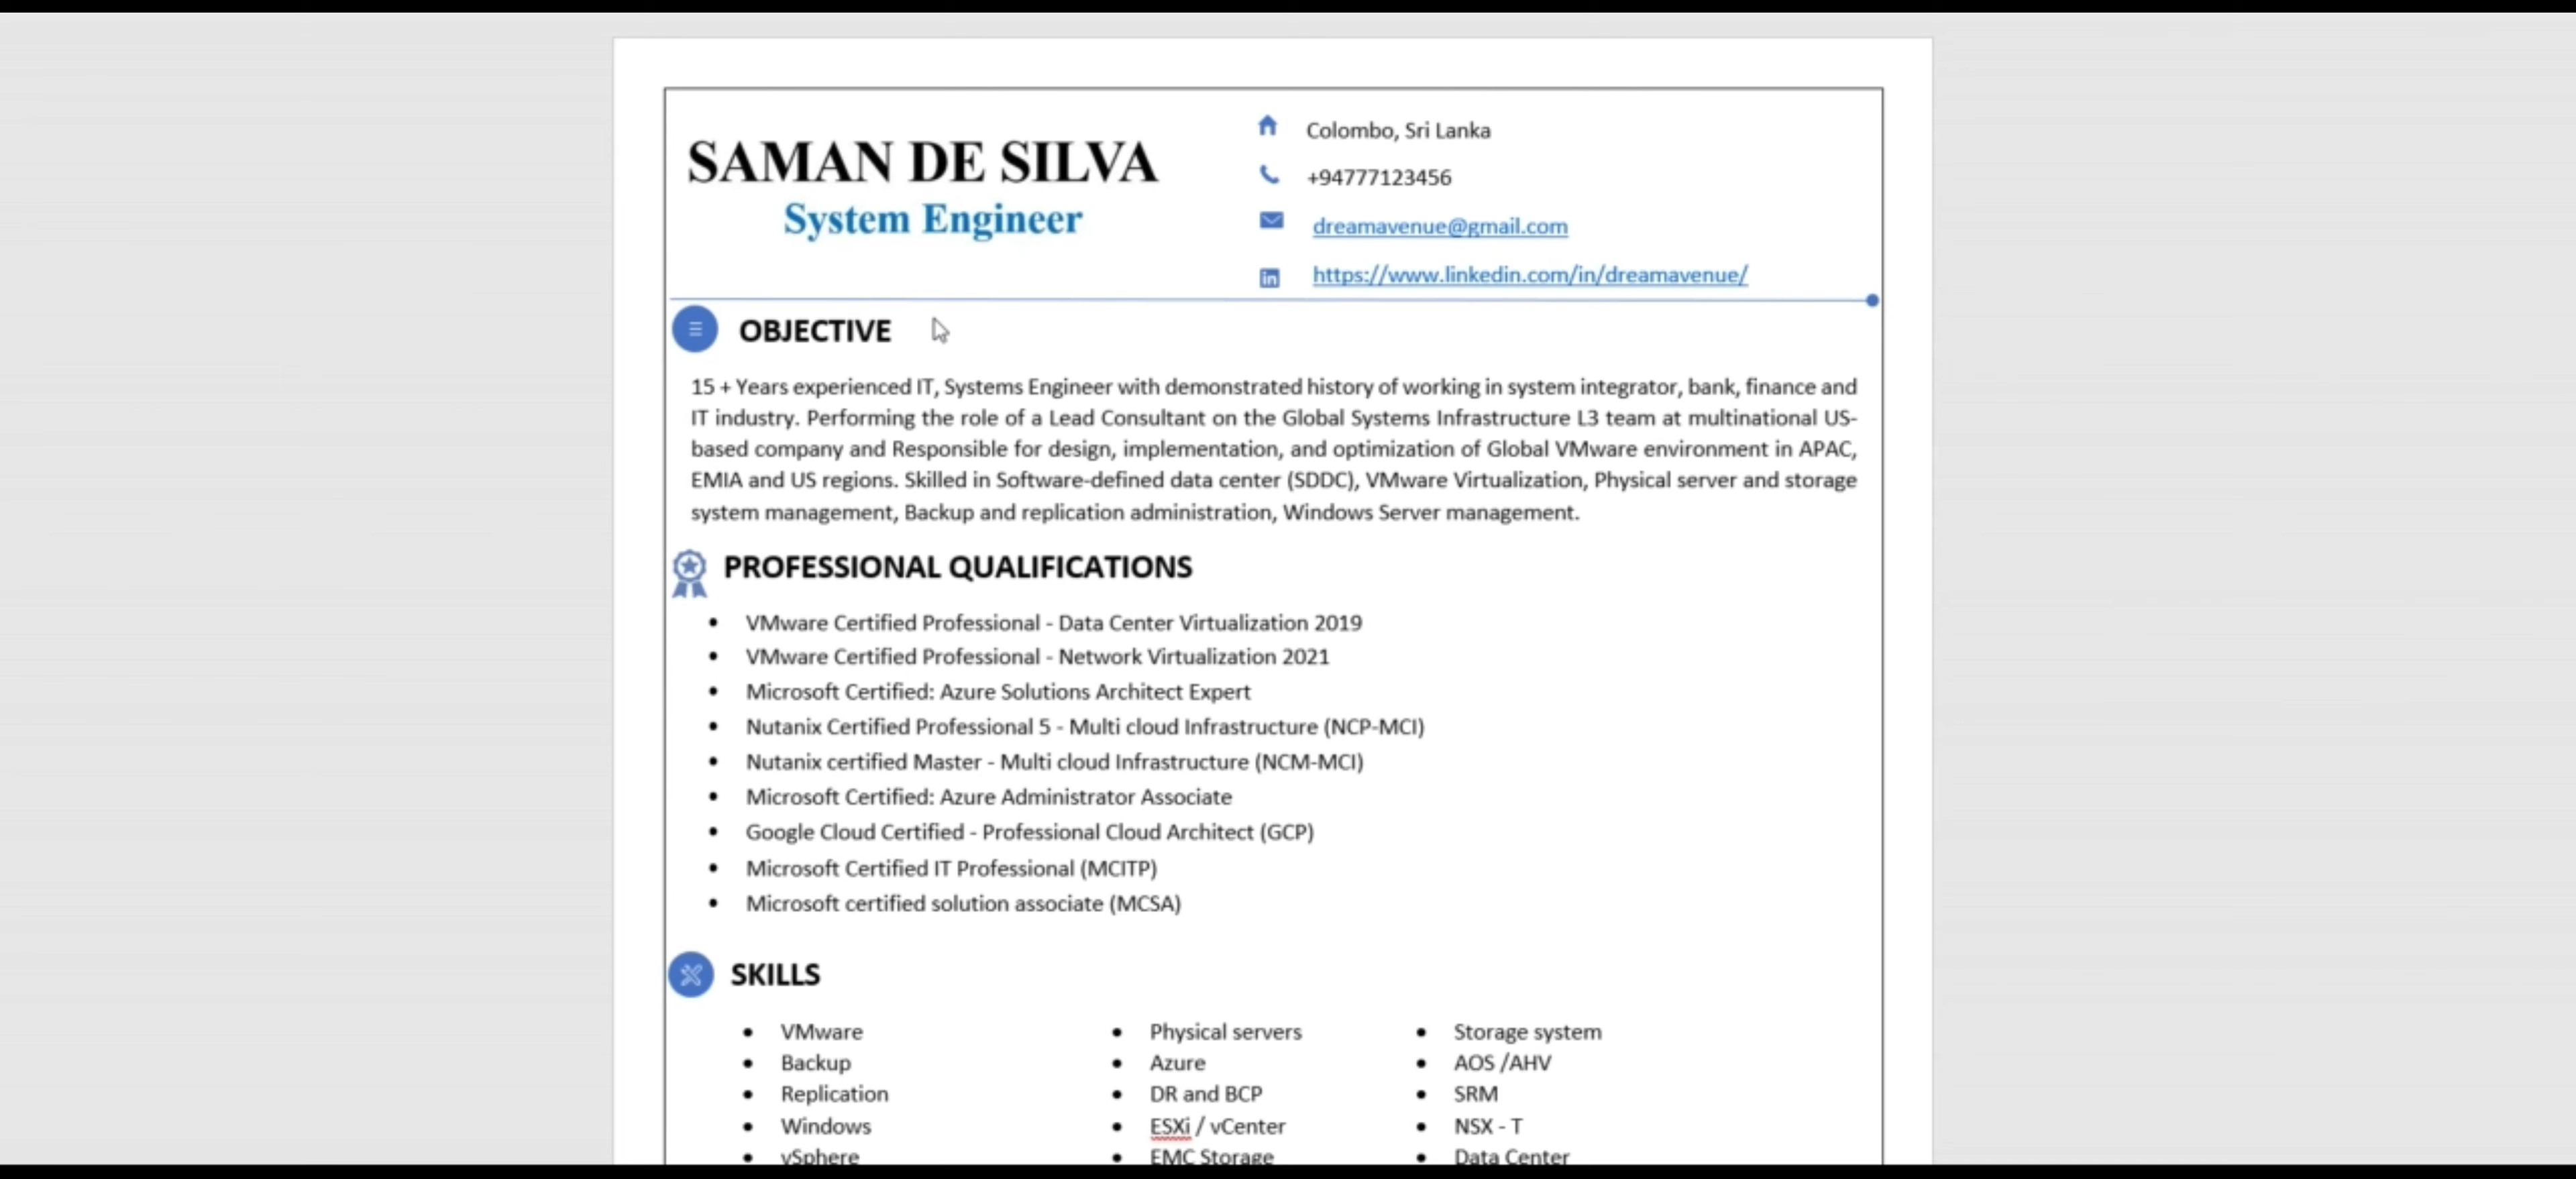 SAMAN DE SILVA
System Engineer
Colombo, Sri Lanka
+94777123456
dreamavenue@gmail.com
https://www.linkedin.com/in/dreamavenue/
OBJECTIVE
15 + Years experienced IT, Systems Engineer with demonstrated history of working in system integrator, bank, finance and
IT industry. Performing the role of a Lead Consultant on the Global Systems Infrastructure L3 team at multinational US-
based company and Responsible for design, implementation, and optimization of Global VMware environment in APAC,
EMIA and US regions. Skilled in Software-defined data center (SDDC), VMware Virtualization, Physical server and storage
system management, Backup and replication administration, Windows Server management.
PROFESSIONAL QUALIFICATIONS
• VMware Certified Professional - Data Center Virtualization 2019
• VMware Certified Professional - Network Virtualization 2021
• Microsoft Certified: Azure Solutions Architect Expert
• Nutanix Certified Professional 5 - Multi cloud Infrastructure (NCP-MCI)
• Nutanix certified Master - Multi cloud Infrastructure (NCM-MCI)
• Microsoft Certified: Azure Administrator Associate
• Google Cloud Certified - Professional Cloud Architect (GCP)
• Microsoft Certified IT Professional (MCITP)
• Microsoft certified solution associate (MCSA)
SKILLS
• VMware
• Backup
• Replication
• Windows
• vSphere
• Physical servers
• Azure
• DR and BCP
• ESXi / vCenter
• EMC Storage
• Storage system
• AOS /AHV
• SRM
• NSX - T
• Data Center